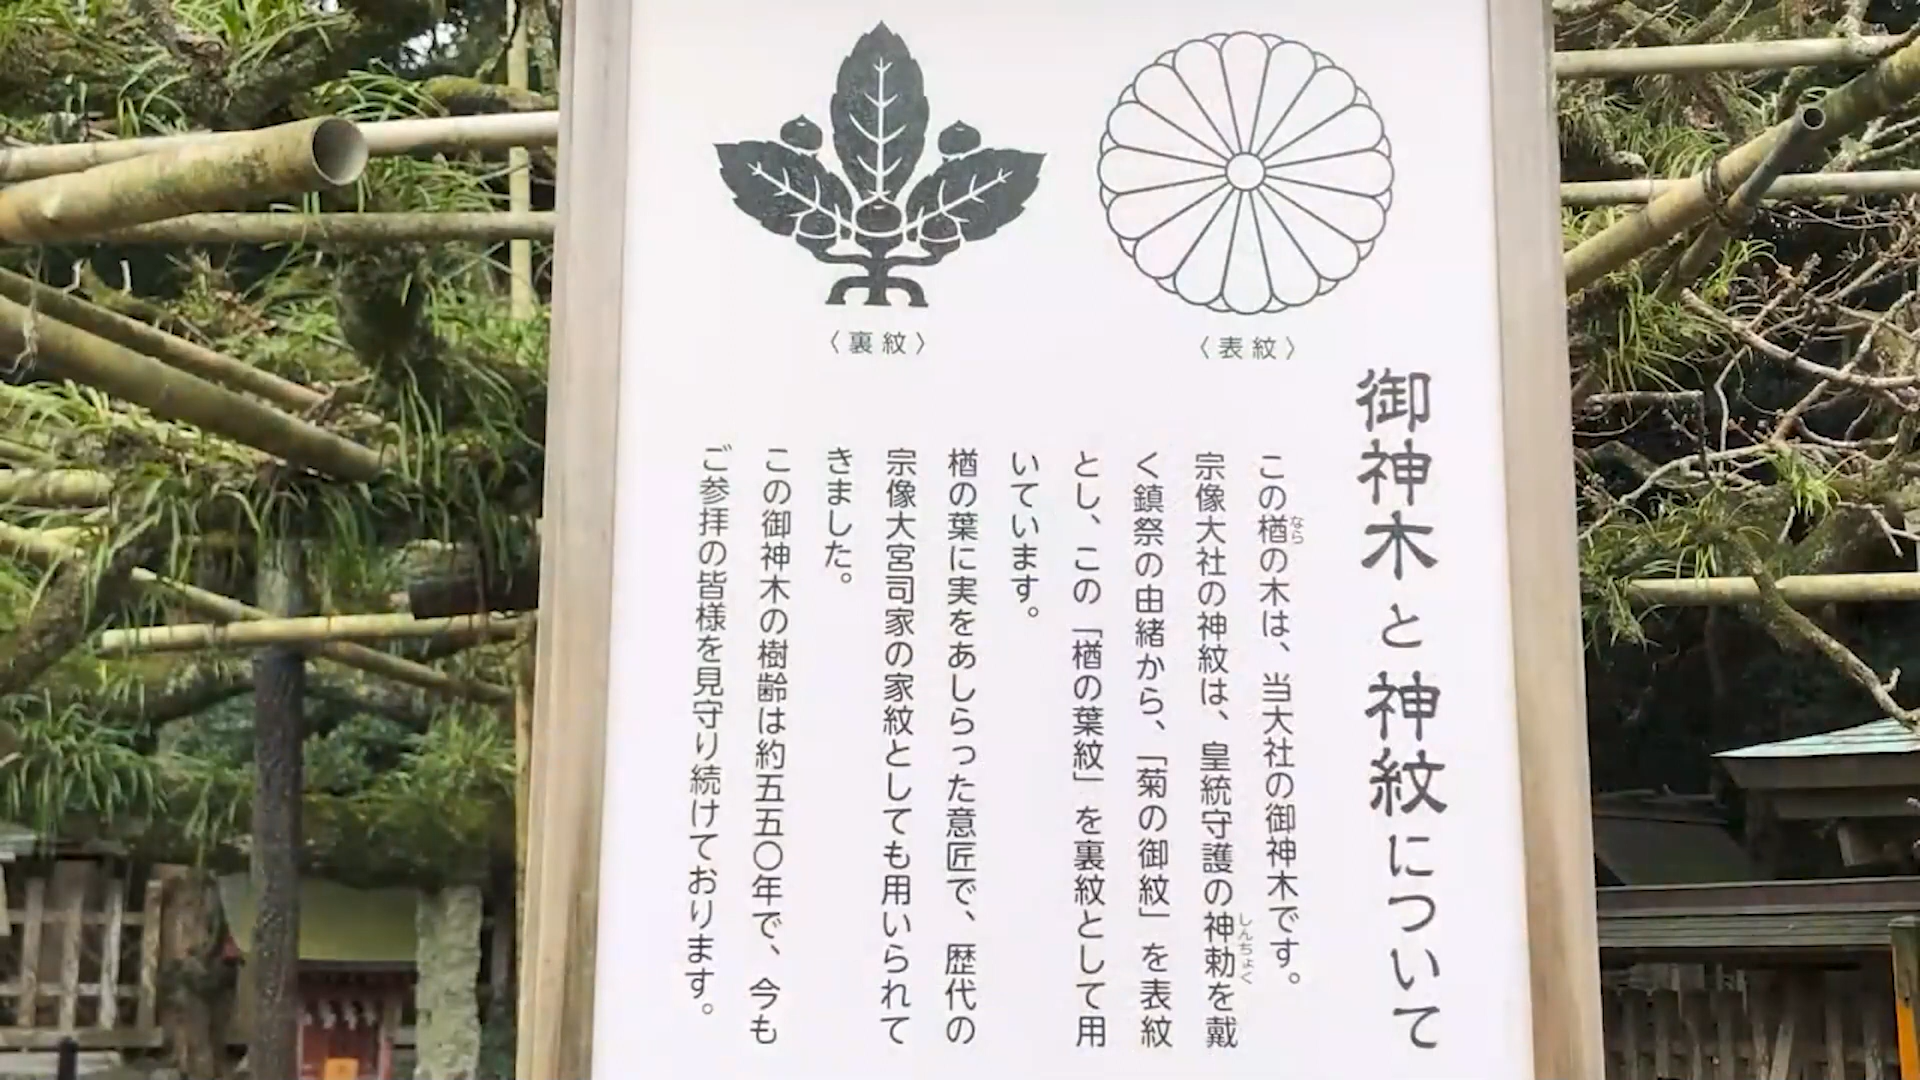 〈表紋〉
〈裏紋〉
御神木と神紋について
この楢の木は、当大社の御神木です。
なら
宗像大社の神紋は、皇統守護の神勅を戴
しんちょく
く鎮祭の由緒から、「菊の御紋」を表紋
とし、この「楢の葉紋」を裏紋として用
いています。
楢の葉に実をあしらった意匠で、歴代の
宗像大宮司家の家紋としても用いられて
きました。
この御神木の樹齢は約五五〇年で、今も
ご参拝の皆様を見守り続けております。